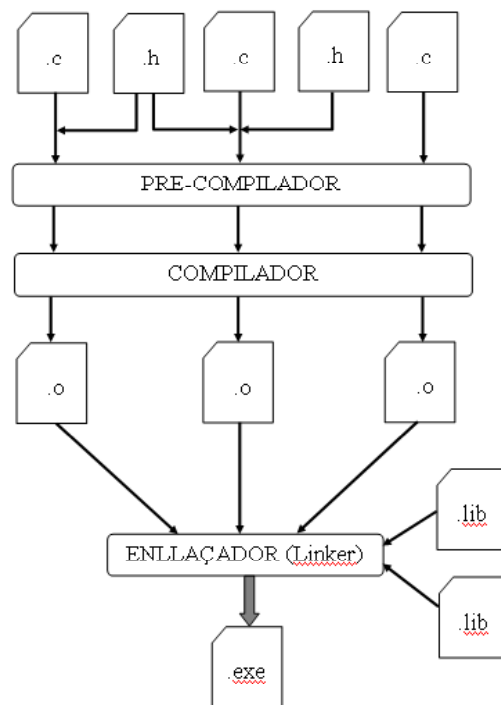 .c
.h
.c
.h
.c
PRE-COMPILADOR
COMPILADOR
.o
.o
.o
.lib
ENLLAÇADOR (Linker)
.lib
.exe